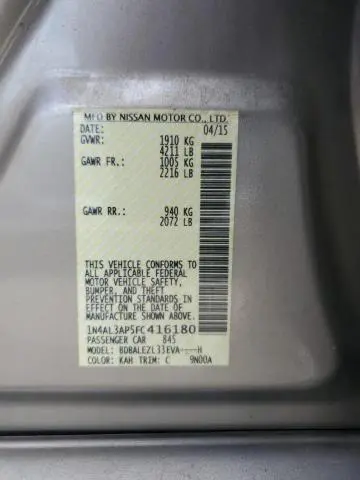 MFD BY NISSAN MOTOR CO., LTD.
DATE: 04/15
GVWR: 1910 KG
4211 LB
GAWR FR.: 1005 KG
2216 LB
GAWR RR.: 940 KG
2072 LB
THIS VEHICLE CONFORMS TO
ALL APPLICABLE FEDERAL
MOTOR VEHICLE SAFETY,
BUMPER, AND THEFT
PREVENTION STANDARDS
IN EFFECT ON THE DATE OF
MANUFACTURE SHOWN ABOVE.
1N4AL3AP5FC416180
PASSENGER CAR 845
MODEL: BDBALEZL33EVA----H
COLOR: KAH TRIM: C 9N00A